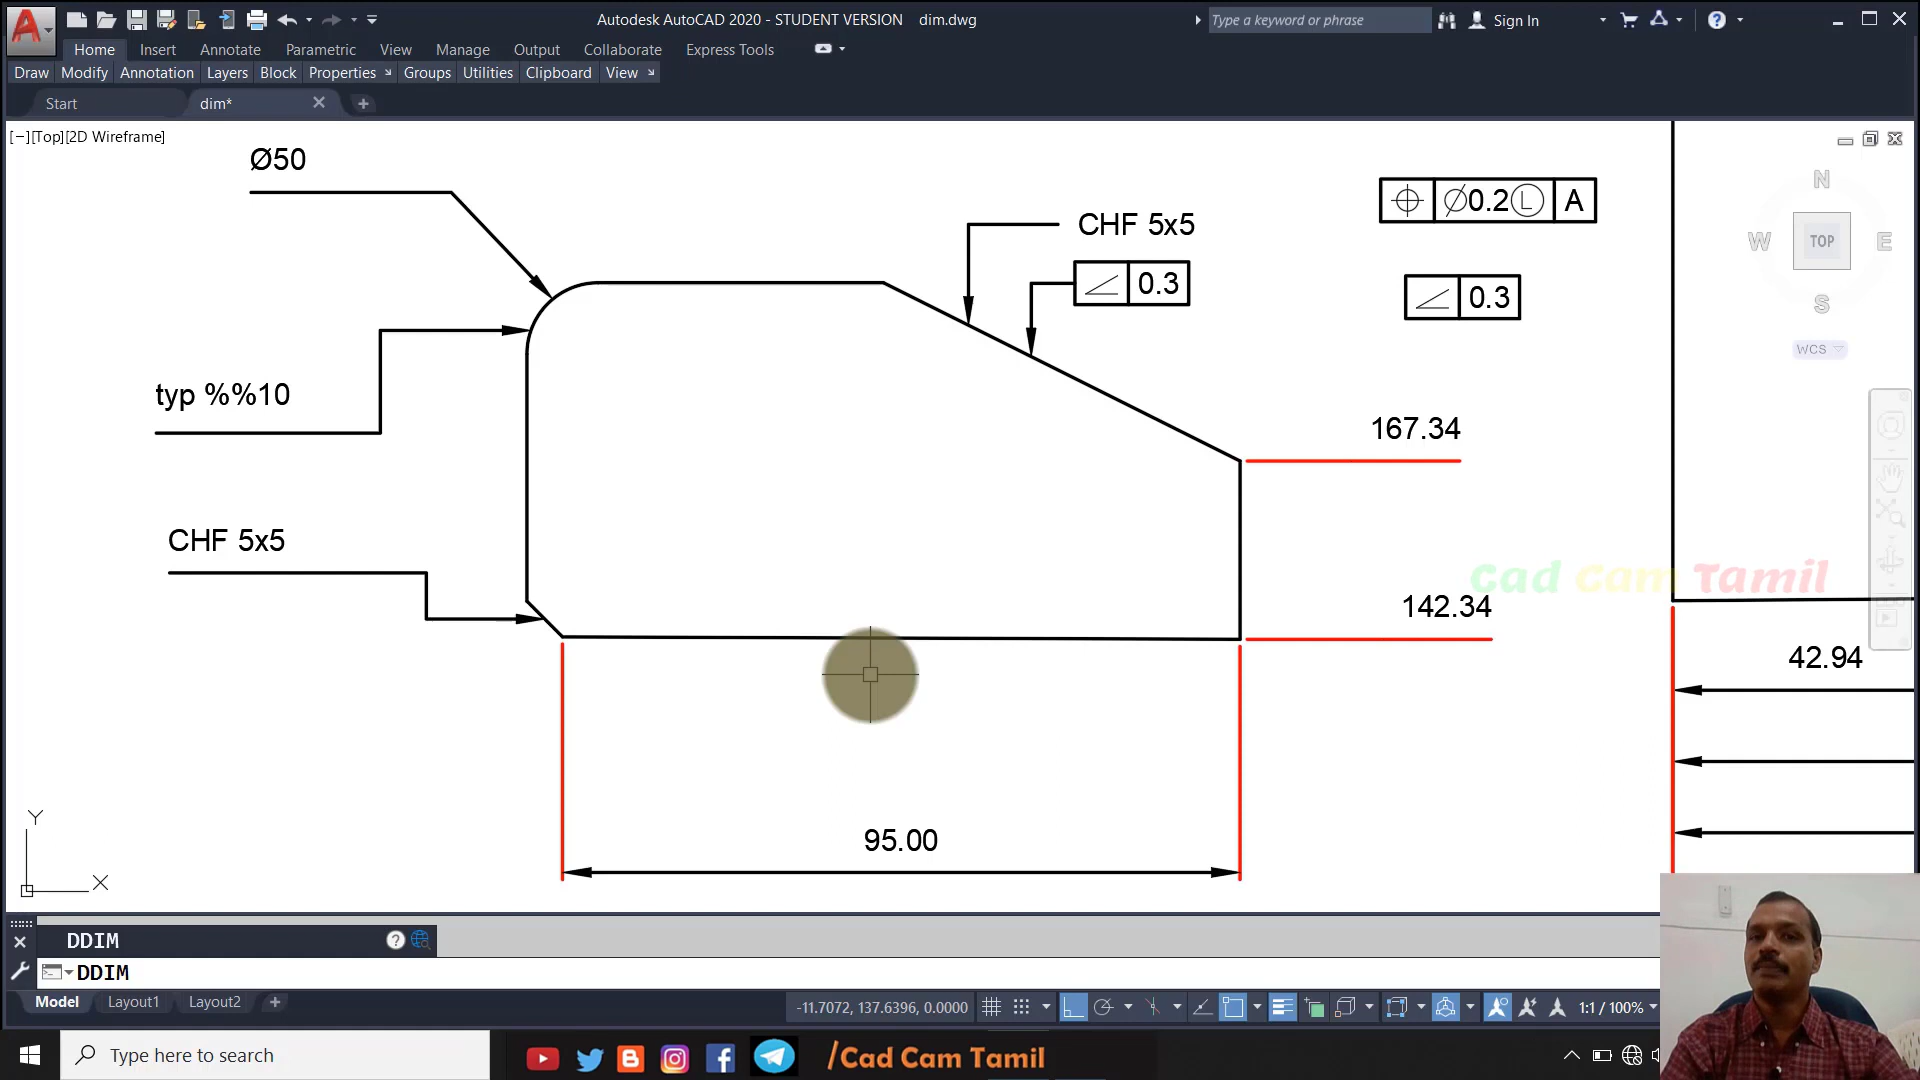 Autodesk AutoCAD 2020 - STUDENT VERSION dim.dwg
Type a keyword or phrase
Sign In
Home Insert Annotate Parametric View Manage Output Collaborate Express Tools
Draw Modify Annotation Layers Block Properties Groups Utilities Clipboard View
Start
dim*
[−][Top][2D Wireframe]
Ø50
CHF 5x5
Ø0.2Ⓛ A
0.3
0.3
N
W TOP E
S
WCS
typ %%10
167.34
CHF 5x5
Cad Cam Tamil
142.34
42.94
95.00
Y
X
DDIM
DDIM
Model Layout1 Layout2
-11.7072, 137.6396, 0.0000
1:1 / 100%
Type here to search
/Cad Cam Tamil